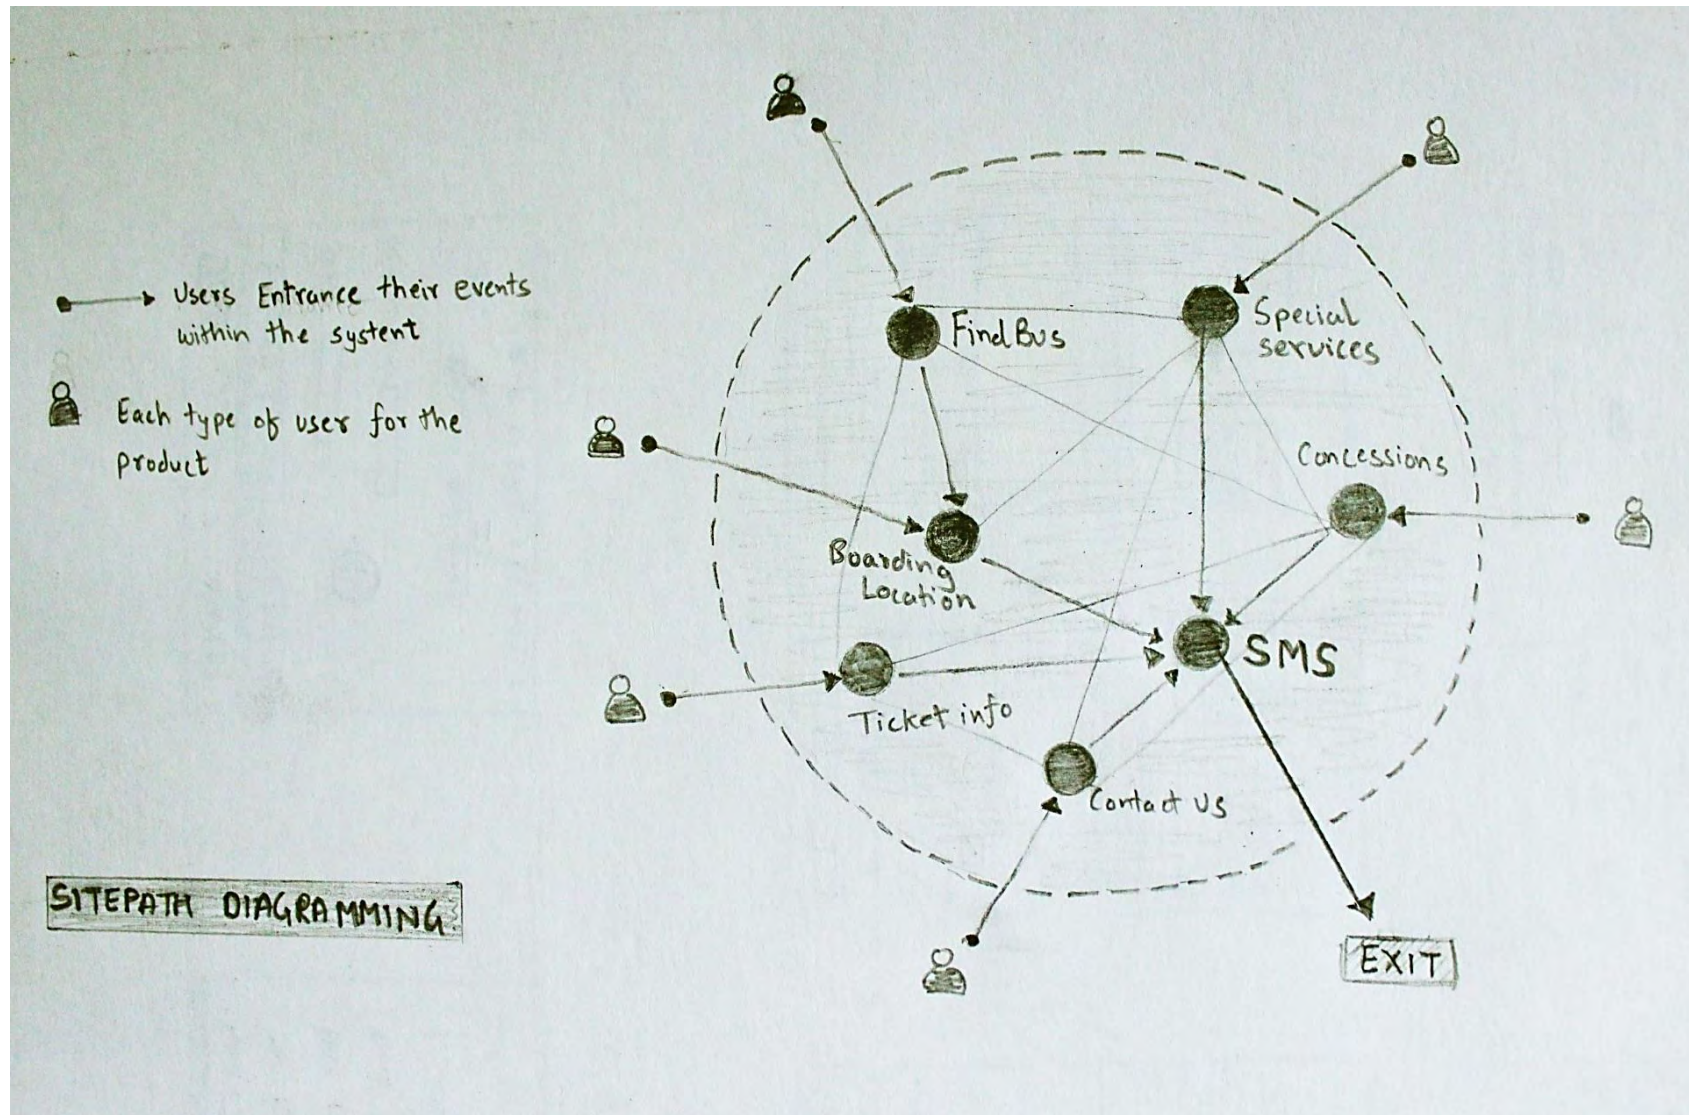 Users Entrance their events
within the systent
Each type of user for the
product
SITEPATH DIAGRAMMING
Find Bus
Special
services
Concessions
Boarding
Location
SMS
Ticket info
Contact Us
EXIT